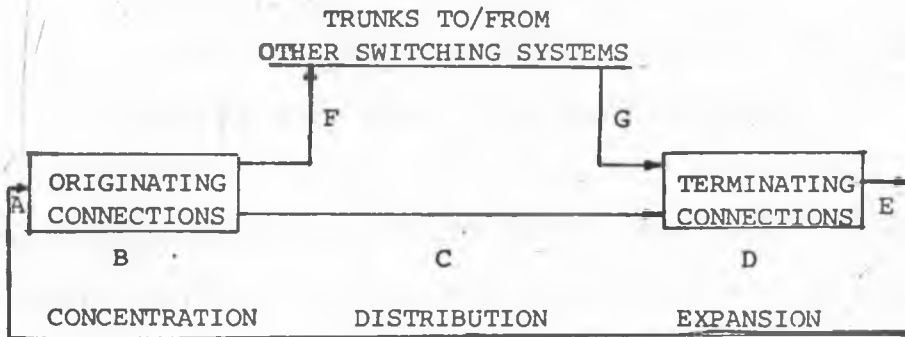 TRUNKS TO/FROM
OTHER SWITCHING SYSTEMS
F
G
A
ORIGINATING
CONNECTIONS
TERMINATING
CONNECTIONS
E
B
C
D
CONCENTRATION DISTRIBUTION EXPANSION